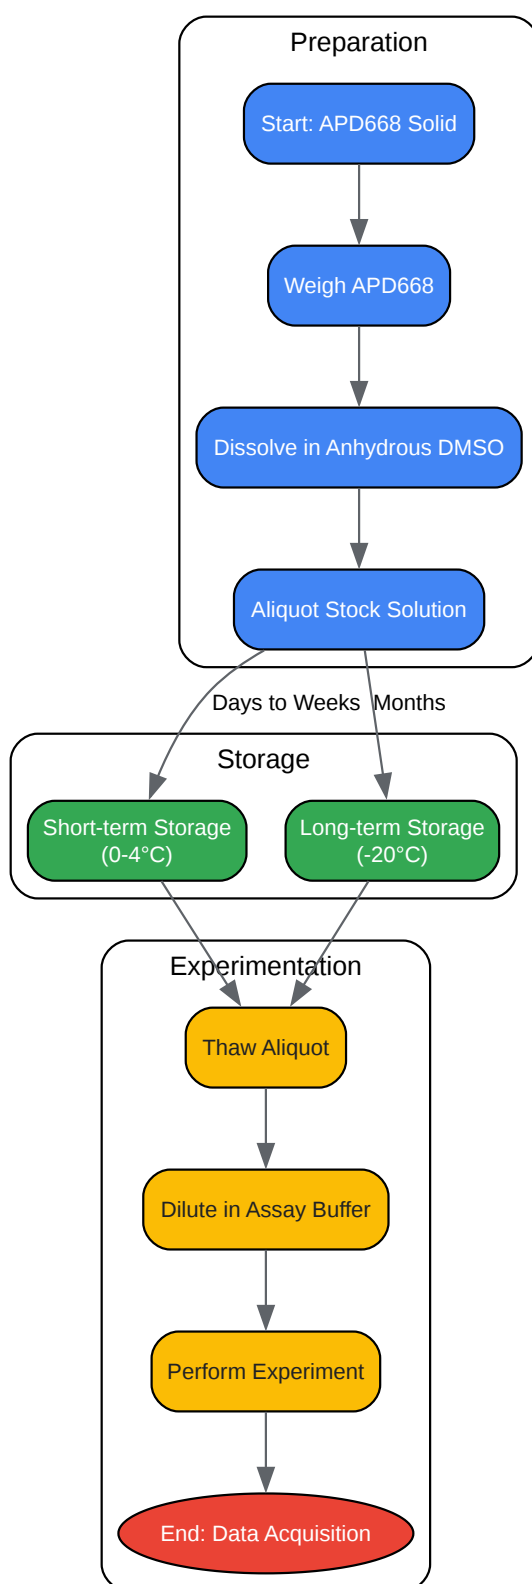 Preparation
Start: APD668 Solid
Weigh APD668
Dissolve in Anhydrous DMSO
Aliquot Stock Solution
Days to Weeks
Months
Storage
Short-term Storage
(0-4°C)
Long-term Storage
(-20°C)
Experimentation
Thaw Aliquot
Dilute in Assay Buffer
Perform Experiment
End: Data Acquisition